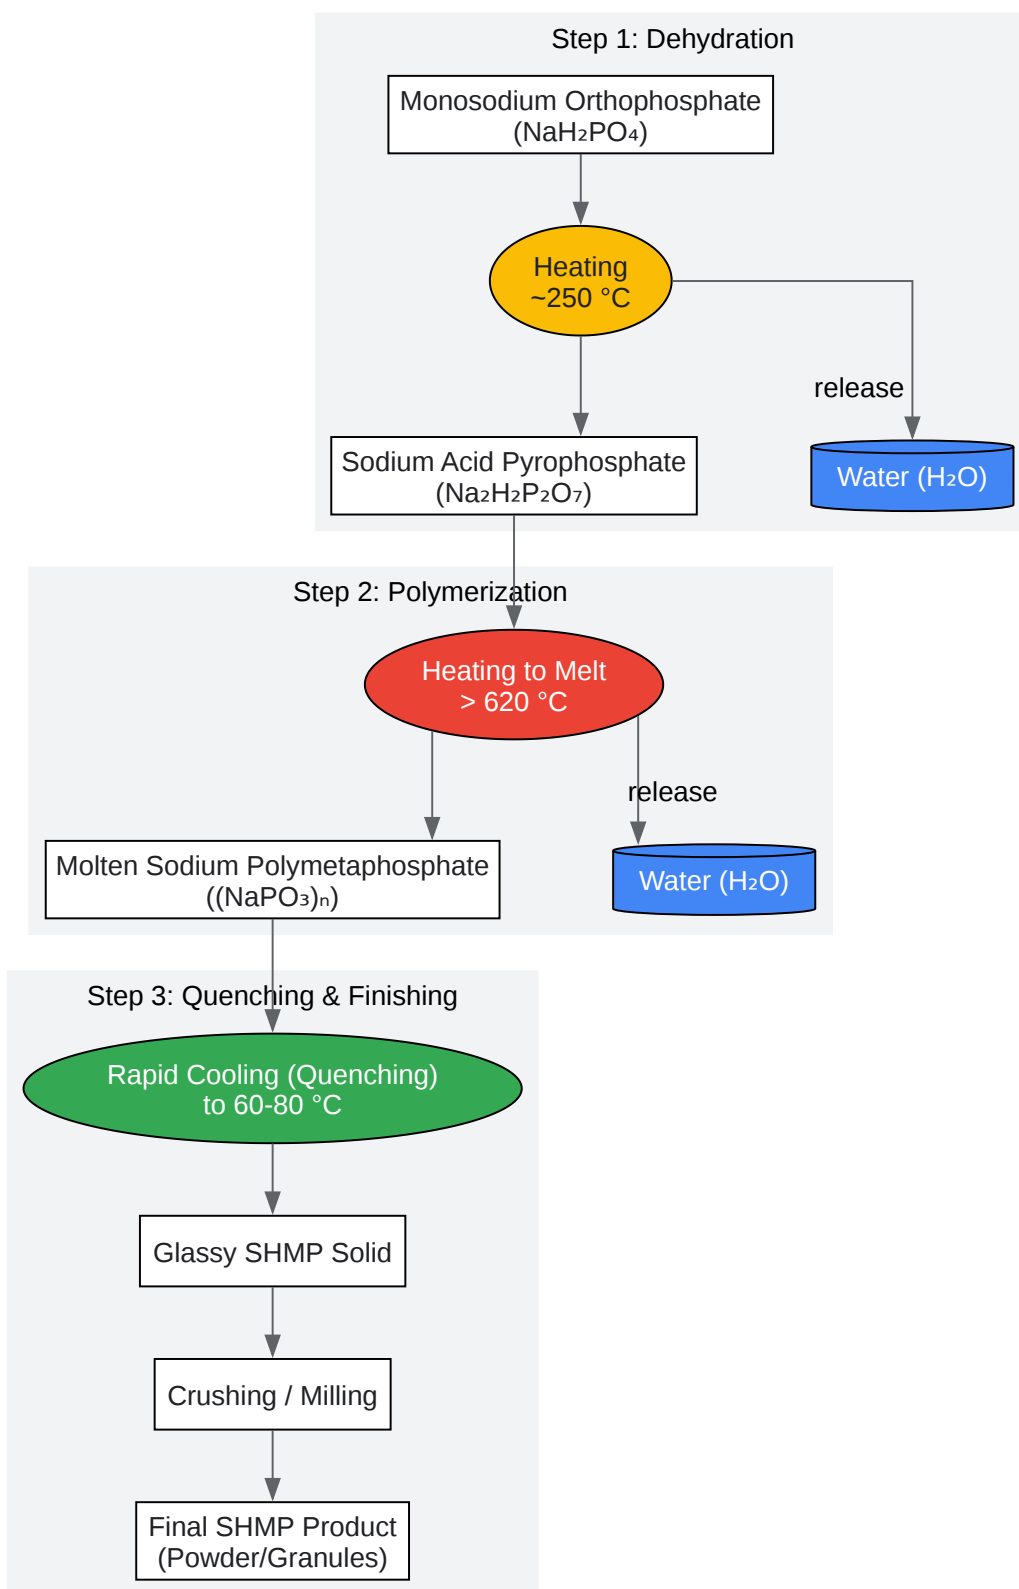 Step 1: Dehydration
Monosodium Orthophosphate
(NaH₂PO₄)
Heating
~250 °C
release
Sodium Acid Pyrophosphate
(Na₂H₂P₂O₇)
Water (H₂O)
Step 2: Polymerization
Heating to Melt
> 620 °C
release
Molten Sodium Polymetaphosphate
((NaPO₃)ₙ)
Water (H₂O)
Step 3: Quenching & Finishing
Rapid Cooling (Quenching)
to 60-80 °C
Glassy SHMP Solid
Crushing / Milling
Final SHMP Product
(Powder/Granules)